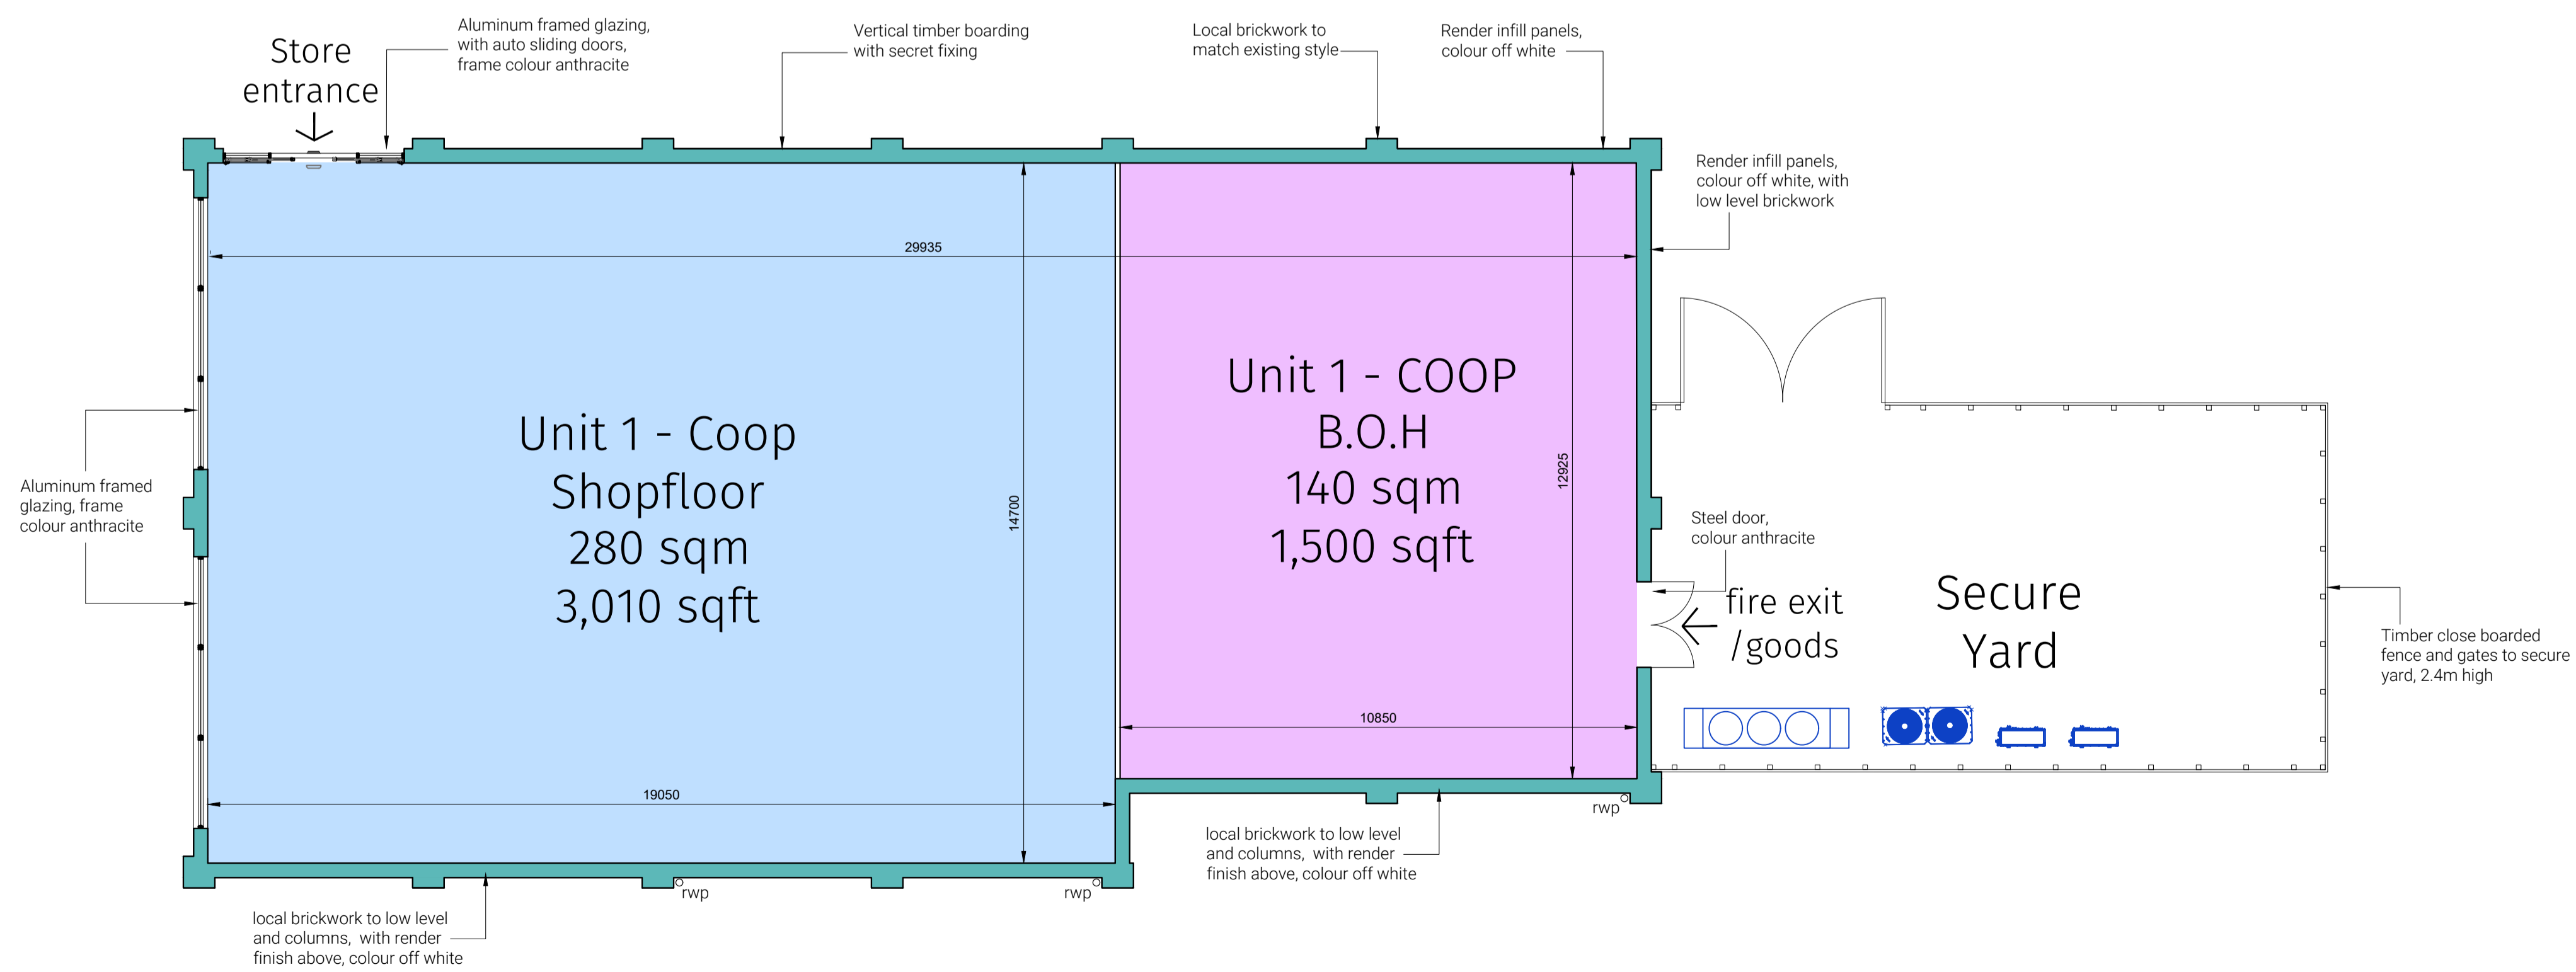 Store
entrance
Aluminum framed glazing,
with auto sliding doors,
frame colour anthracite
Vertical timber boarding
with secret fixing
Local brickwork to
match existing style
Render infill panels,
colour off white
Render infill panels,
colour off white, with
low level brickwork
29935
Unit 1 - Coop
Shopfloor
280 sqm
3,010 sqft
14700
Unit 1 - COOP
B.O.H
140 sqm
1,500 sqft
12925
Aluminum framed
glazing, frame
colour anthracite
Steel door,
colour anthracite
fire exit
/goods
Secure
Yard
Timber close boarded
fence and gates to secure
yard, 2.4m high
10850
19050
rwp
local brickwork to low level
and columns, with render
finish above, colour off white
rwp
rwp
local brickwork to low level
and columns, with render
finish above, colour off white